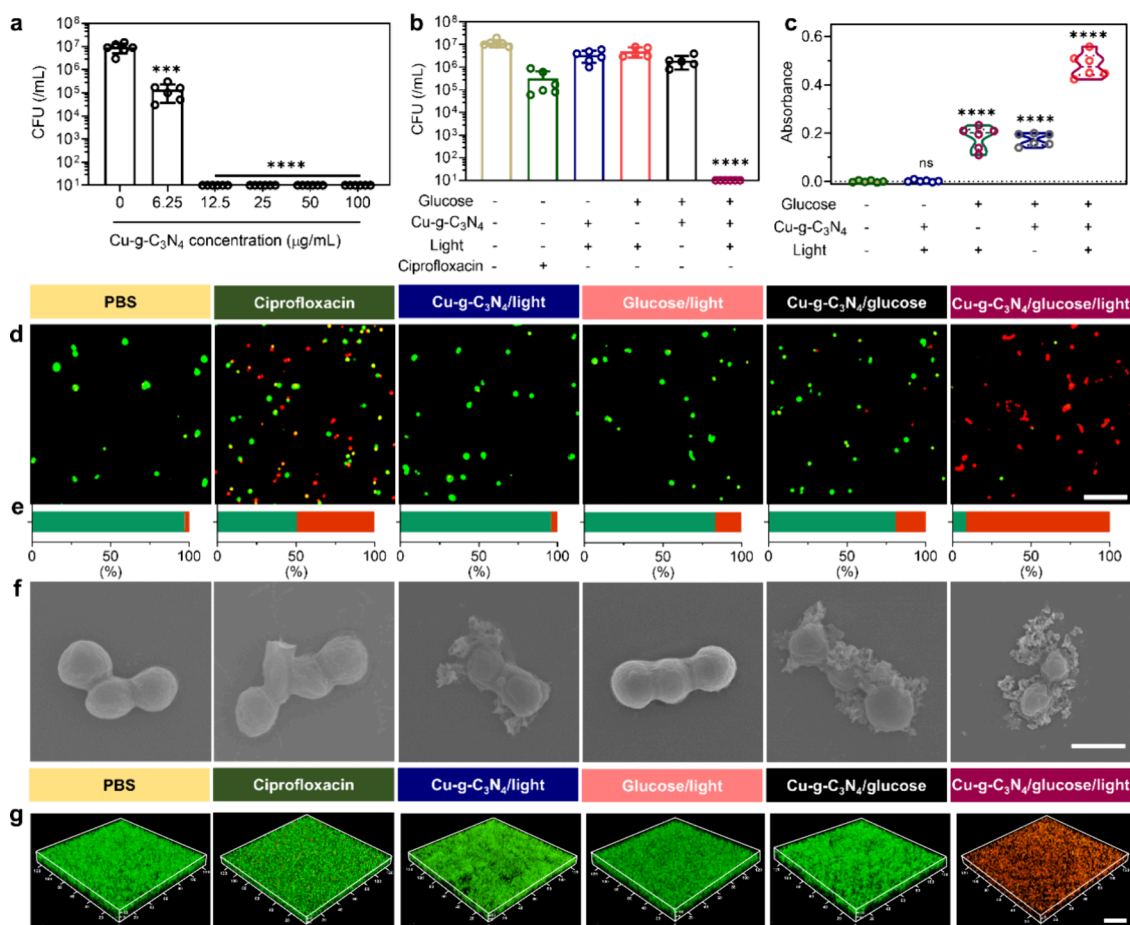 a
CFU (/mL)
10⁸
10⁷
10⁶
10⁵
10⁴
10³
10²
10¹
***
****
0 6.25 12.5 25 50 100
Cu-g-C₃N₄ concentration (μg/mL)
b
CFU (/mL)
10⁸
10⁷
10⁶
10⁵
10⁴
10³
10²
10¹
****
Glucose - - - + + +
Cu-g-C₃N₄ - - + - + +
Light - - + + - +
Ciprofloxacin - + - - - -
c
Absorbance
0.6
0.4
0.2
0.0
ns
****
****
****
Glucose - - + + +
Cu-g-C₃N₄ - + - + +
Light - + + - +
PBS Ciprofloxacin Cu-g-C₃N₄/light Glucose/light Cu-g-C₃N₄/glucose Cu-g-C₃N₄/glucose/light
d
e
0 50 100 0 50 100 0 50 100 0 50 100 0 50 100 0 50 100
(%) (%) (%) (%) (%) (%)
f
PBS Ciprofloxacin Cu-g-C₃N₄/light Glucose/light Cu-g-C₃N₄/glucose Cu-g-C₃N₄/glucose/light
g